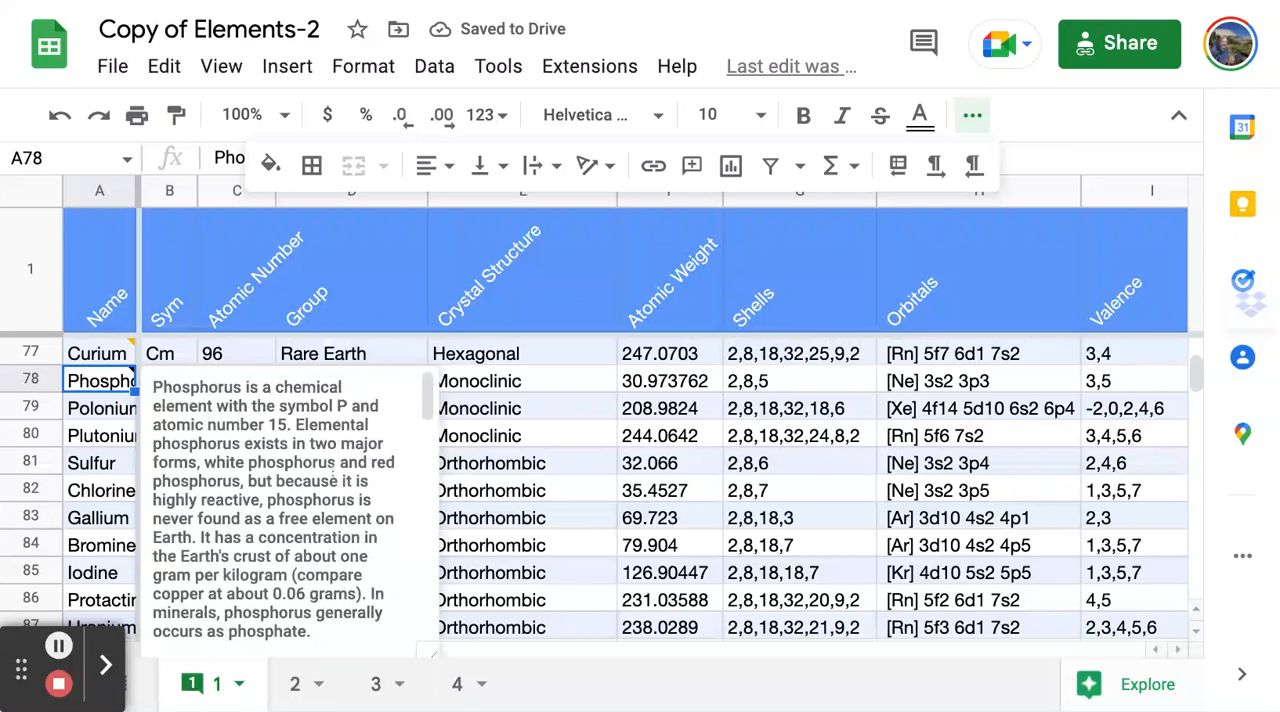 Copy of Elements-2 Saved to Drive
File Edit View Insert Format Data Tools Extensions Help Last edit was ...
Share
100% $ % .0 .00 123 Helvetica ... 10 B I S A ...
A78 fx Pho
A B C D E H I
1 Name Sym Atomic Number Group Crystal Structure Atomic Weight Shells Orbitals Valence
77 Curium Cm 96 Rare Earth Hexagonal 247.0703 2,8,18,32,25,9,2 [Rn] 5f7 6d1 7s2 3,4
78 Phospho Monoclinic 30.973762 2,8,5 [Ne] 3s2 3p3 3,5
79 Polonium Monoclinic 208.9824 2,8,18,32,18,6 [Xe] 4f14 5d10 6s2 6p4 -2,0,2,4,6
80 Plutoniu Monoclinic 244.0642 2,8,18,32,24,8,2 [Rn] 5f6 7s2 3,4,5,6
81 Sulfur Orthorhombic 32.066 2,8,6 [Ne] 3s2 3p4 2,4,6
82 Chlorine Orthorhombic 35.4527 2,8,7 [Ne] 3s2 3p5 1,3,5,7
83 Gallium Orthorhombic 69.723 2,8,18,3 [Ar] 3d10 4s2 4p1 2,3
84 Bromine Orthorhombic 79.904 2,8,18,7 [Ar] 3d10 4s2 4p5 1,3,5,7
85 Iodine Orthorhombic 126.90447 2,8,18,18,7 [Kr] 4d10 5s2 5p5 1,3,5,7
86 Protactin Orthorhombic 231.03588 2,8,18,32,20,9,2 [Rn] 5f2 6d1 7s2 4,5
87 Uranium Orthorhombic 238.0289 2,8,18,32,21,9,2 [Rn] 5f3 6d1 7s2 2,3,4,5,6
Phosphorus is a chemical
element with the symbol P and
atomic number 15. Elemental
phosphorus exists in two major
forms, white phosphorus and red
phosphorus, but because it is
highly reactive, phosphorus is
never found as a free element on
Earth. It has a concentration in
the Earth's crust of about one
gram per kilogram (compare
copper at about 0.06 grams). In
minerals, phosphorus generally
occurs as phosphate.
1 1 2 3 4 Explore
31